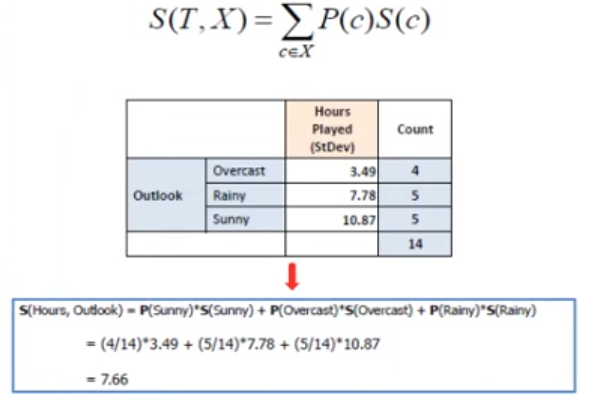 S(T, X) = ∑ P(c)S(c)
c∈X
Hours Played (StDev) Count
Outlook Overcast 3.49 4
Rainy 7.78 5
Sunny 10.87 5
14
S(Hours, Outlook) = P(Sunny)*S(Sunny) + P(Overcast)*S(Overcast) + P(Rainy)*S(Rainy)
= (4/14)*3.49 + (5/14)*7.78 + (5/14)*10.87
= 7.66